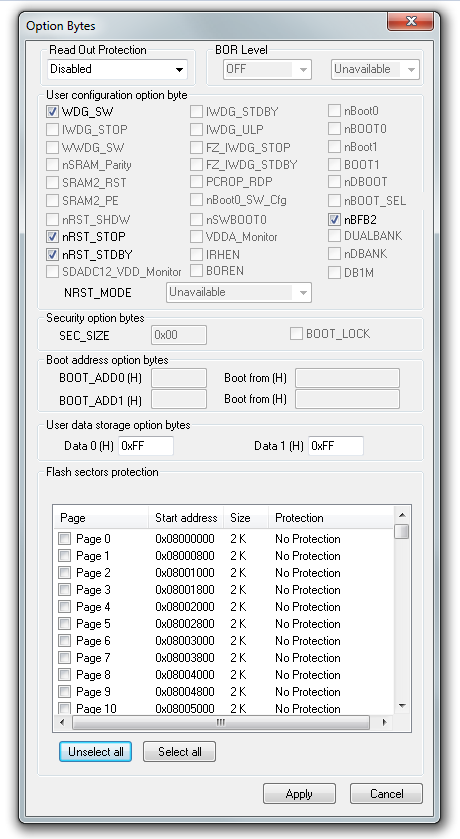 Option Bytes
Read Out Protection BOR Level
Disabled OFF Unavailable
User configuration option byte
WDG_SW IWDG_STDBY nBoot0
IWDG_STOP IWDG_ULP nBOOT0
WWDG_SW FZ_IWDG_STOP nBoot1
nSRAM_Parity FZ_IWDG_STDBY BOOT1
SRAM2_RST PCROP_RDP nDBOOT
SRAM2_PE nBoot0_SW_Cfg nBOOT_SEL
nRST_SHDW nSWBOOT0 nBFB2
nRST_STOP VDDA_Monitor DUALBANK
nRST_STDBY IRHEN nDBANK
SDADC12_VDD_Monitor BOREN DB1M
NRST_MODE Unavailable
Security option bytes
SEC_SIZE 0x00 BOOT_LOCK
Boot address option bytes
BOOT_ADD0 (H) Boot from (H)
BOOT_ADD1 (H) Boot from (H)
User data storage option bytes
Data 0 (H) 0xFF Data 1 (H) 0xFF
Flash sectors protection
Page Start address Size Protection
Page 0 0x08000000 2 K No Protection
Page 1 0x08000800 2 K No Protection
Page 2 0x08001000 2 K No Protection
Page 3 0x08001800 2 K No Protection
Page 4 0x08002000 2 K No Protection
Page 5 0x08002800 2 K No Protection
Page 6 0x08003000 2 K No Protection
Page 7 0x08003800 2 K No Protection
Page 8 0x08004000 2 K No Protection
Page 9 0x08004800 2 K No Protection
Page 10 0x08005000 2 K No Protection
Unselect all Select all
Apply Cancel